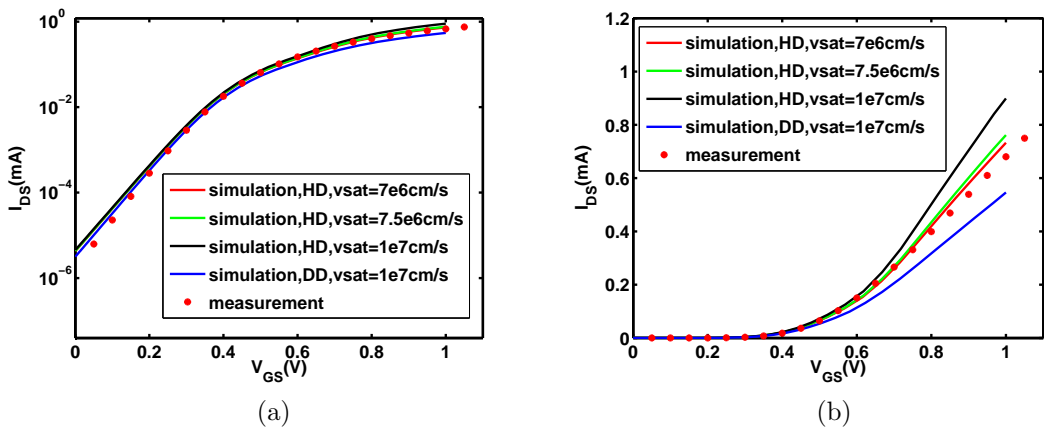 10⁰
10⁻²
10⁻⁴
10⁻⁶
I_DS(mA)
simulation,HD,vsat=7e6cm/s
simulation,HD,vsat=7.5e6cm/s
simulation,HD,vsat=1e7cm/s
simulation,DD,vsat=1e7cm/s
measurement
0 0.2 0.4 0.6 0.8 1
V_GS(V)
(a)
1.2
1
0.8
0.6
0.4
0.2
0
I_DS(mA)
simulation,HD,vsat=7e6cm/s
simulation,HD,vsat=7.5e6cm/s
simulation,HD,vsat=1e7cm/s
simulation,DD,vsat=1e7cm/s
measurement
0 0.2 0.4 0.6 0.8 1
V_GS(V)
(b)